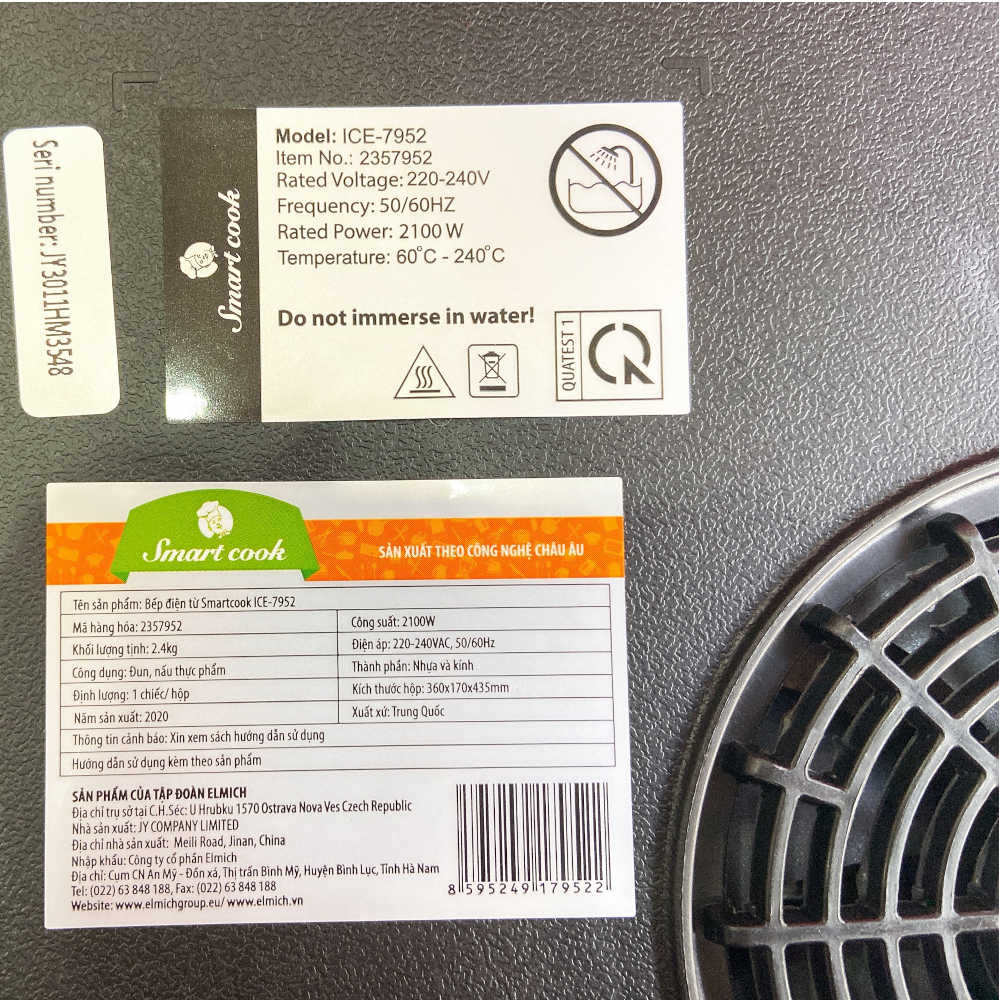 Seri number: JY3011HM3548
Smart cook
Model: ICE-7952
Item No.: 2357952
Rated Voltage: 220-240V
Frequency: 50/60HZ
Rated Power: 2100 W
Temperature: 60°C - 240°C
Do not immerse in water!
QUATEST 1
Smart cook
SẢN XUẤT THEO CÔNG NGHỆ CHÂU ÂU
Tên sản phẩm: Bếp điện từ Smartcook ICE-7952
Mã hàng hóa: 2357952
Công suất: 2100W
Khối lượng tịnh: 2.4kg
Điện áp: 220-240VAC, 50/60Hz
Công dụng: Đun, nấu thực phẩm
Thành phần: Nhựa và kính
Định lượng: 1 chiếc/ hộp
Kích thước hộp: 360x170x435mm
Năm sản xuất: 2020
Xuất xứ: Trung Quốc
Thông tin cảnh báo: Xin xem sách hướng dẫn sử dụng
Hướng dẫn sử dụng kèm theo sản phẩm
SẢN PHẨM CỦA TẬP ĐOÀN ELMICH
Địa chỉ trụ sở tại C.H.Séc: U Hrubku 1570 Ostrava Nova Ves Czech Republic
Nhà sản xuất: JY COMPANY LIMITED
Địa chỉ nhà sản xuất: Meili Road, Jinan, China
Nhập khẩu: Công ty cổ phần Elmich
Địa chỉ: Cụm CN An Mỹ - Đồn xá, Thị trấn Bình Mỹ, Huyện Bình Lục, Tỉnh Hà Nam
Tel: (022) 63 848 188, Fax: (022) 63 848 188
Website: www.elmichgroup.eu/ www.elmich.vn
8 595249 179522